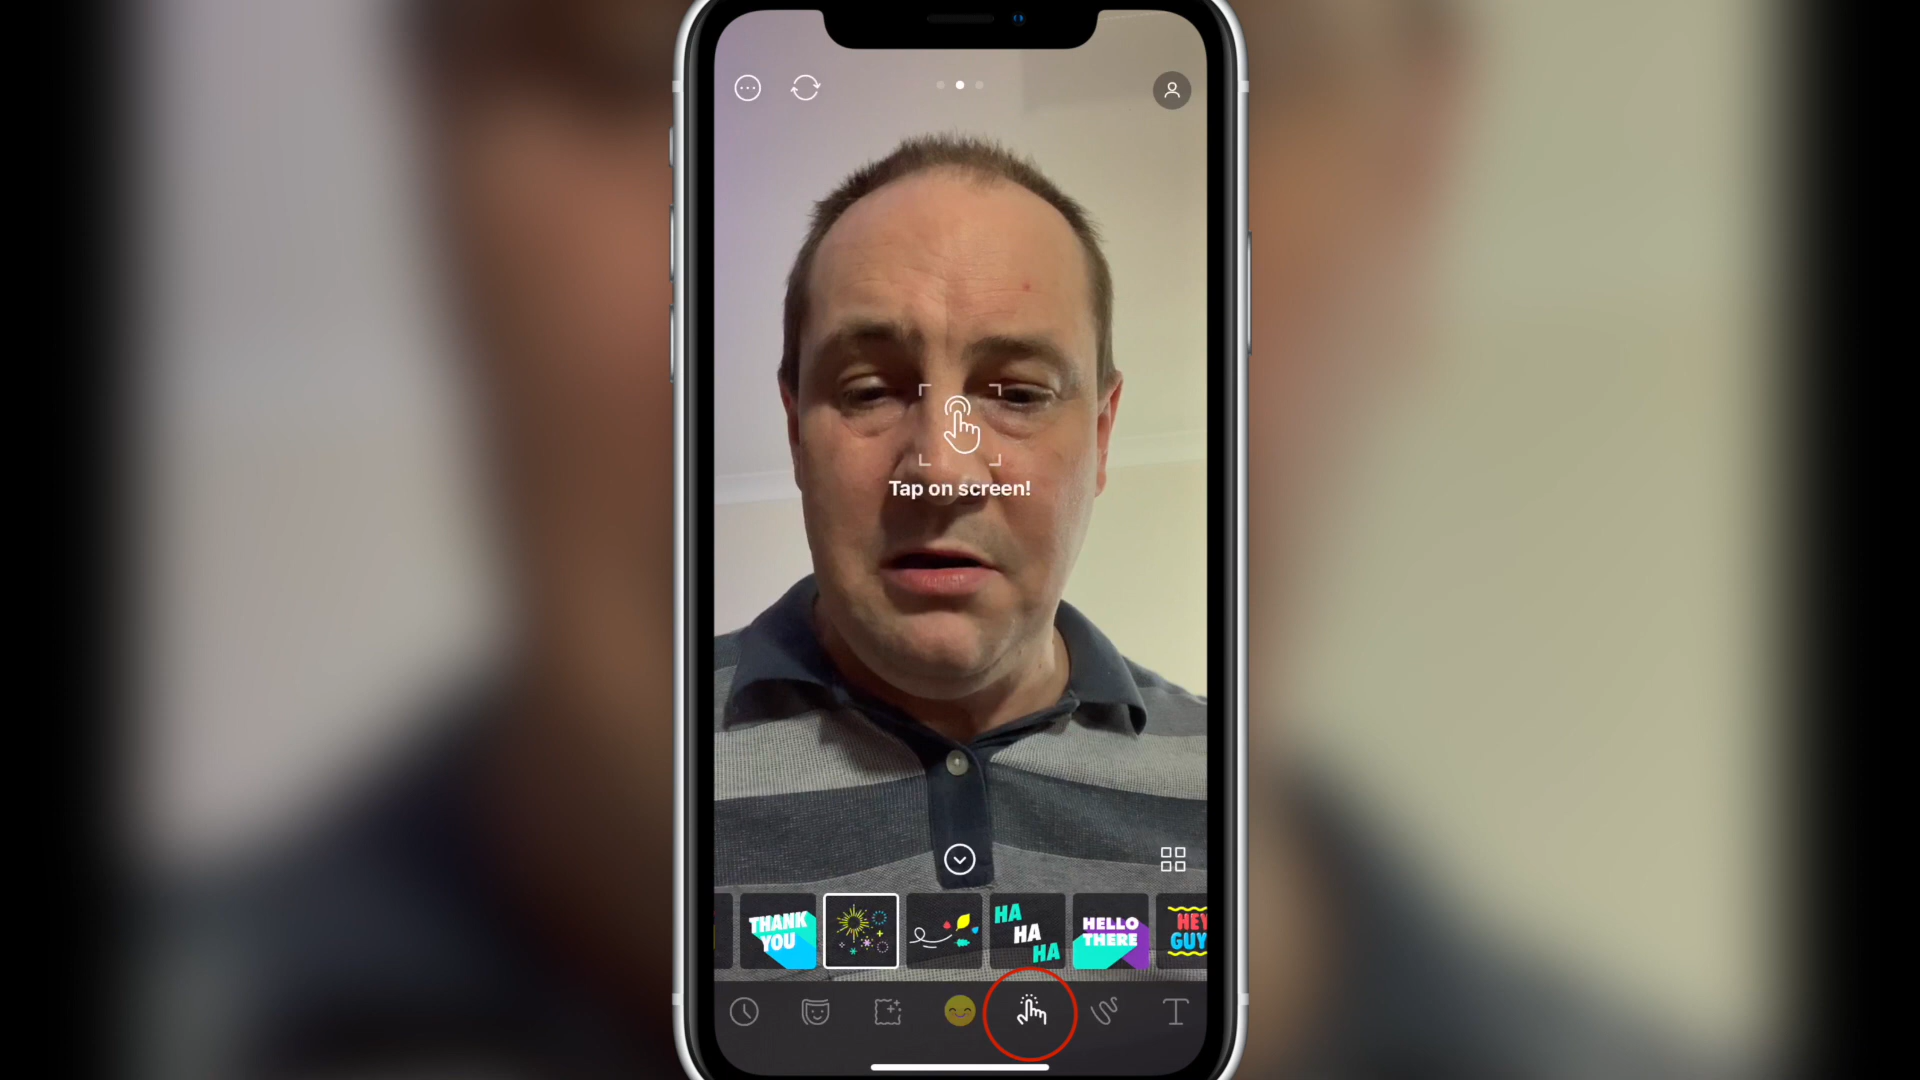 Tap on screen!
THANK
YOU
HA
HA
HA
HELLO
THERE
HEY
GUY
T